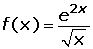 f(x) = e^{2x} / √x